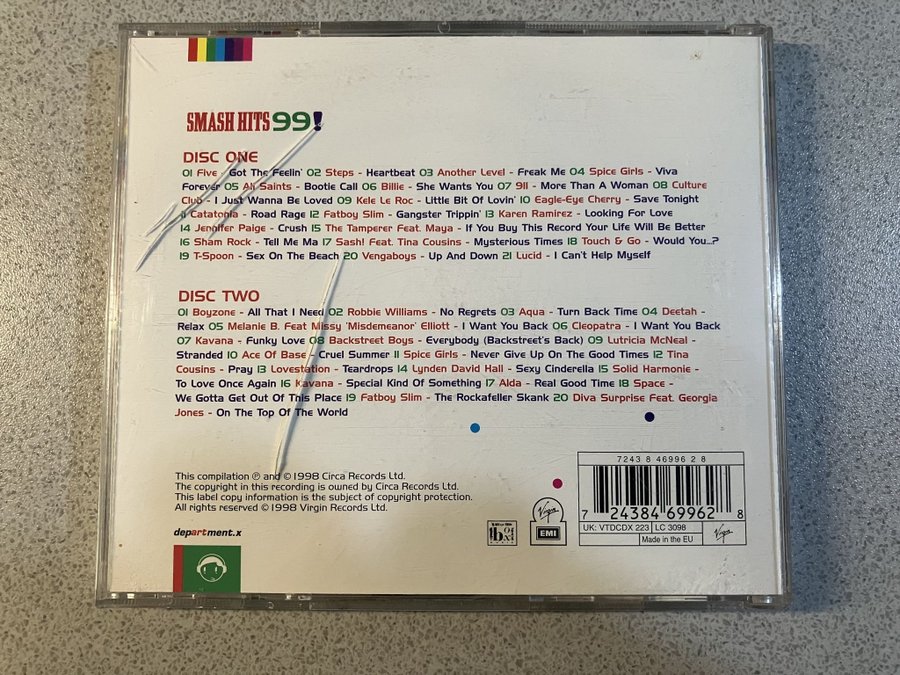 SMASH HITS 99!
DISC ONE
01 Five - Got The Feelin' 02 Steps - Heartbeat 03 Another Level - Freak Me 04 Spice Girls - Viva
Forever 05 All Saints - Bootie Call 06 Billie - She Wants You 07 911 - More Than A Woman 08 Culture
Club - I Just Wanna Be Loved 09 Kele Le Roc - Little Bit Of Lovin' 10 Eagle-Eye Cherry - Save Tonight
11 Catatonia - Road Rage 12 Fatboy Slim - Gangster Trippin' 13 Karen Ramirez - Looking For Love
14 Jennifer Paige - Crush 15 The Tamperer Feat. Maya - If You Buy This Record Your Life Will Be Better
16 Sham Rock - Tell Me Ma 17 Sash! Feat. Tina Cousins - Mysterious Times 18 Touch & Go - Would You...?
19 T-Spoon - Sex On The Beach 20 Vengaboys - Up And Down 21 Lucid - I Can't Help Myself
DISC TWO
01 Boyzone - All That I Need 02 Robbie Williams - No Regrets 03 Aqua - Turn Back Time 04 Deetah -
Relax 05 Melanie B. Feat Missy 'Misdemeanor' Elliott - I Want You Back 06 Cleopatra - I Want You Back
07 Kavana - Funky Love 08 Backstreet Boys - Everybody (Backstreet's Back) 09 Lutricia McNeal -
Stranded 10 Ace Of Base - Cruel Summer 11 Spice Girls - Never Give Up On The Good Times 12 Tina
Cousins - Pray 13 Lovestation - Teardrops 14 Lynden David Hall - Sexy Cinderella 15 Solid Harmonie -
To Love Once Again 16 Kavana - Special Kind Of Something 17 Alda - Real Good Time 18 Space -
We Gotta Get Out Of This Place 19 Fatboy Slim - The Rockafeller Skank 20 Diva Surprise Feat. Georgia
Jones - On The Top Of The World
This compilation ℗ and © 1998 Circa Records Ltd.
The copyright in this recording is owned by Circa Records Ltd.
This label copy information is the subject of copyright protection.
All rights reserved © 1998 Virgin Records Ltd.
department.x
Virgin
EMI
7243 8 46996 2 8
7 24384 69962 8
UK: VTDCDX 223 LC 3098
Made in the EU
Virgin